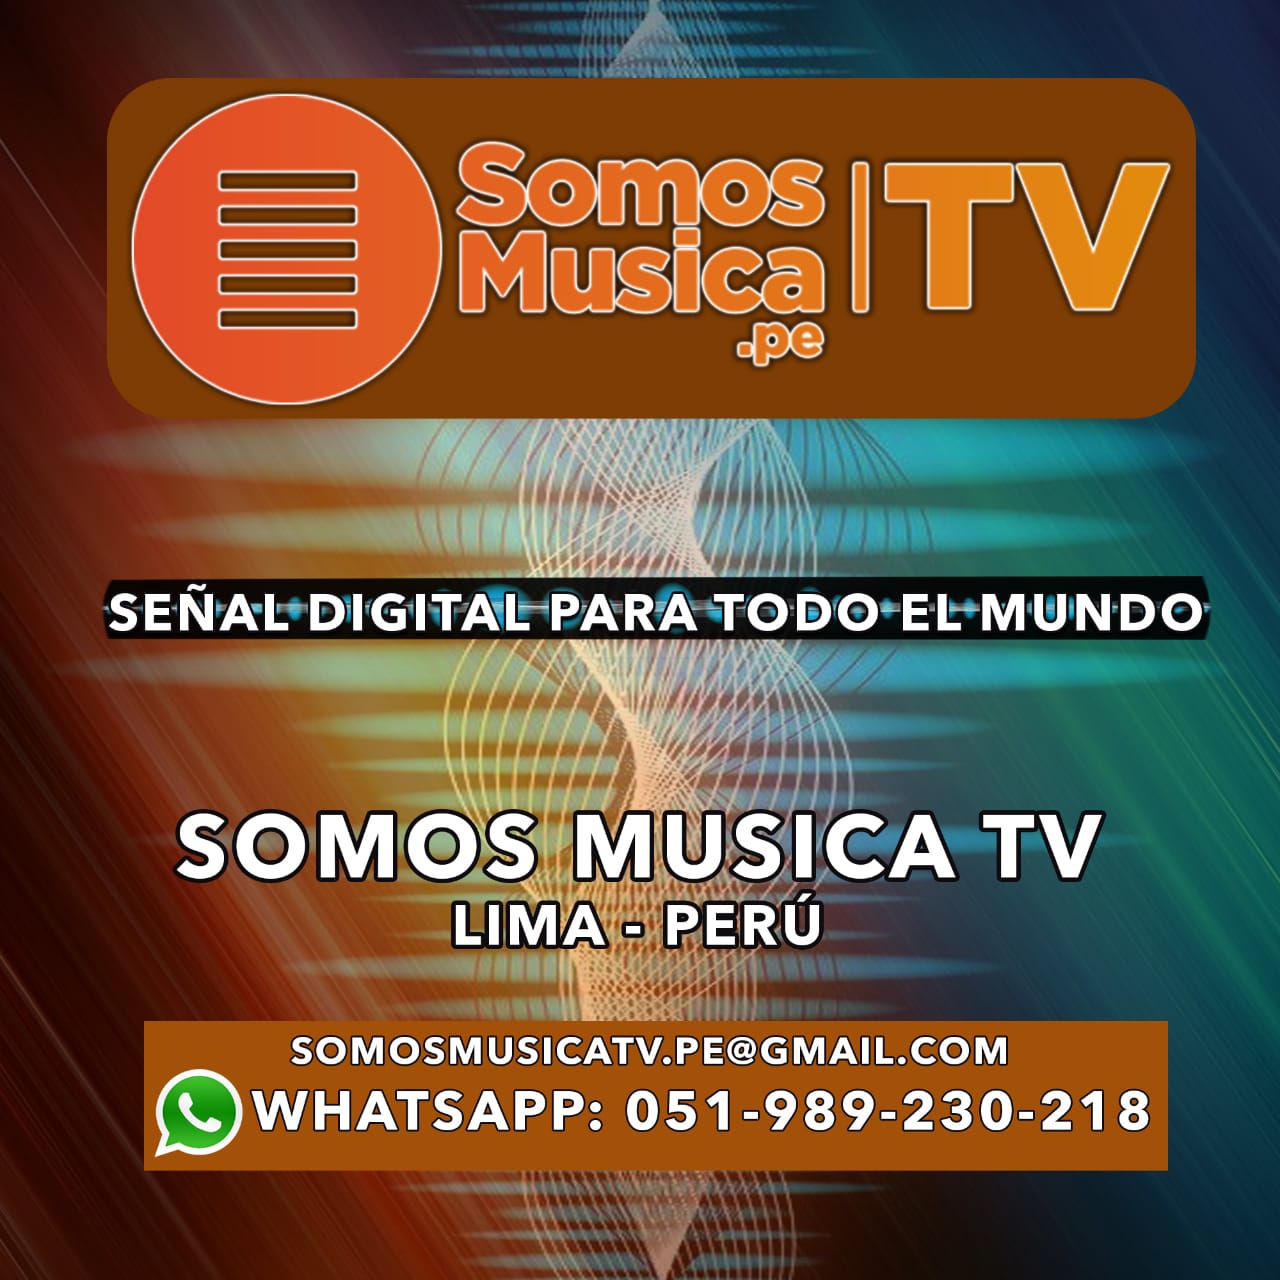 Somos
Musica
.pe
TV
SEÑAL DIGITAL PARA TODO EL MUNDO
SOMOS MUSICA TV
LIMA - PERÚ
SOMOSMUSICATV.PE@GMAIL.COM
WHATSAPP: 051-989-230-218